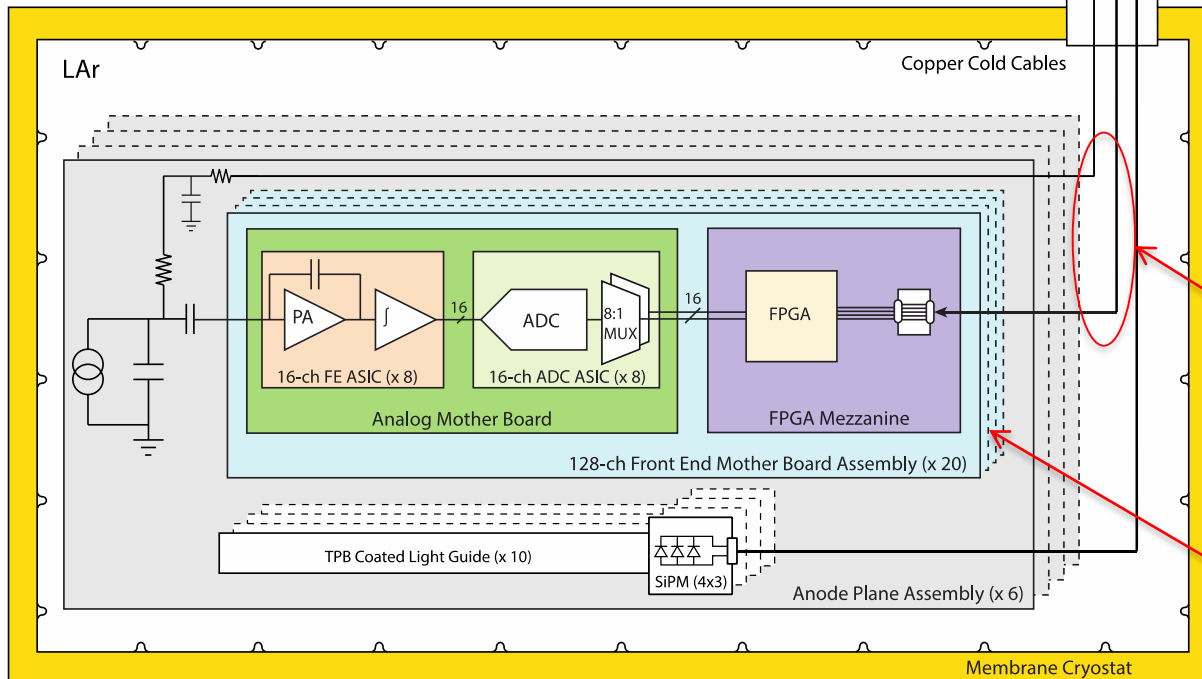 LAr
Copper Cold Cables
PA
∫
16
ADC
8:1
MUX
16
FPGA
16-ch FE ASIC (x 8)
16-ch ADC ASIC (x 8)
Analog Mother Board
FPGA Mezzanine
128-ch Front End Mother Board Assembly (x 20)
TPB Coated Light Guide (x 10)
SiPM (4x3)
Anode Plane Assembly (x 6)
Membrane Cryostat